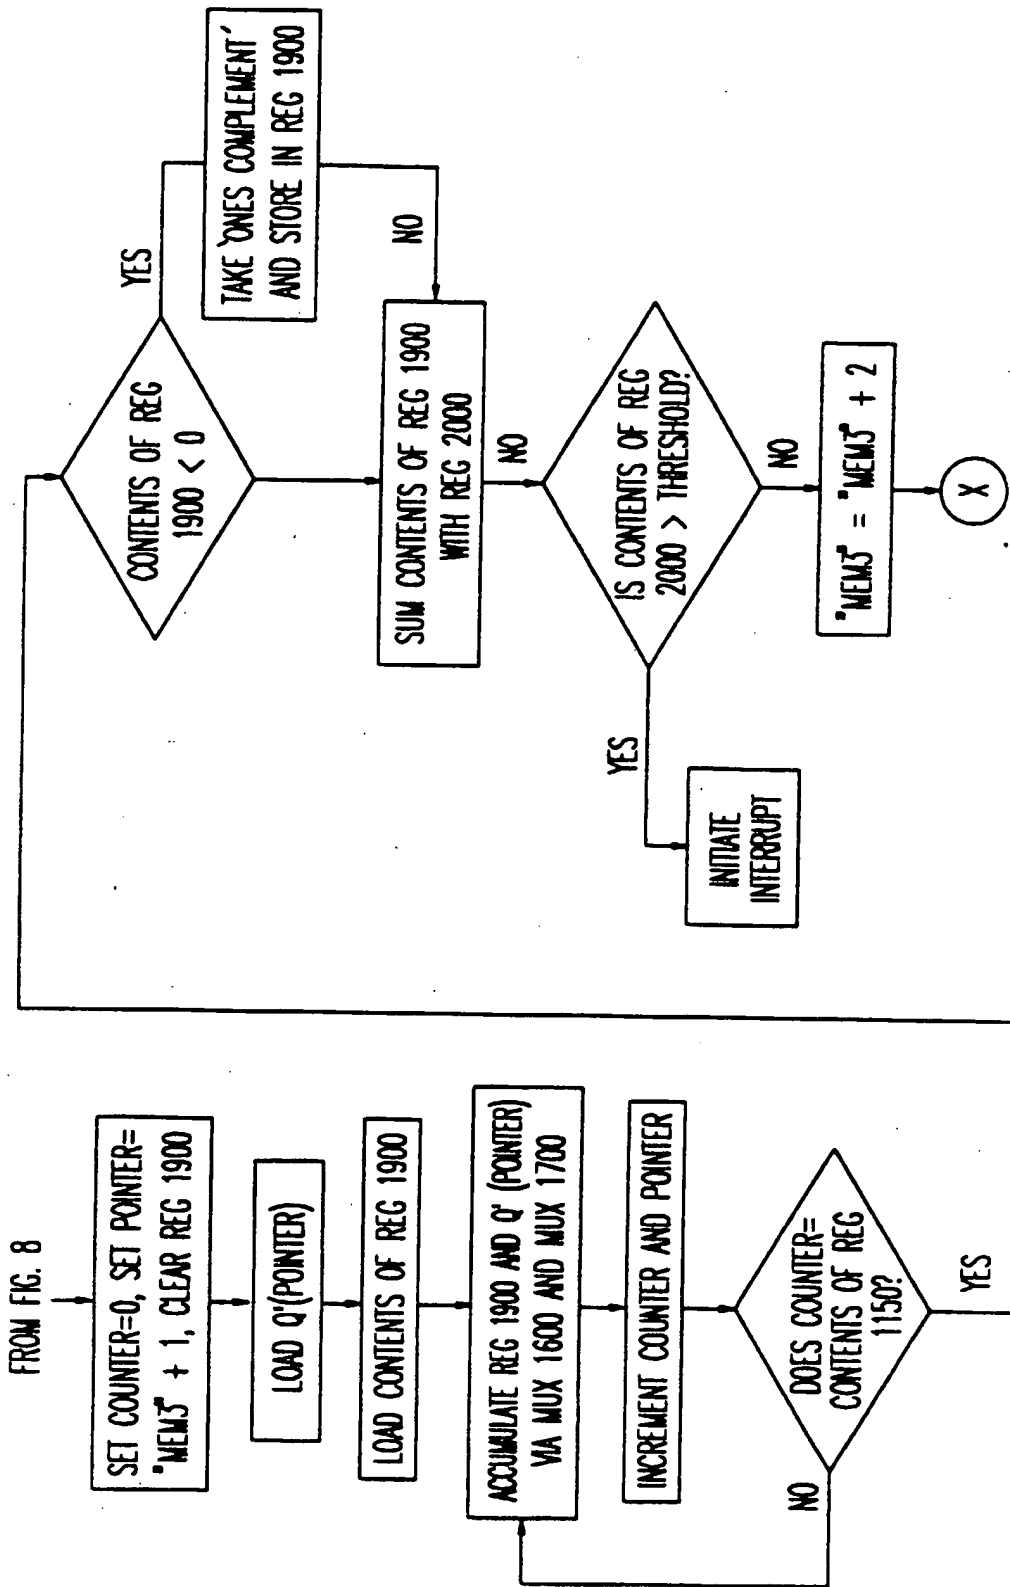 FROM FIG. 8
SET COUNTER=0, SET POINTER=
"MEM3" + 1, CLEAR REG 1900
LOAD Q'(POINTER)
LOAD CONTENTS OF REG 1900
ACCUMULATE REG 1900 AND Q' (POINTER)
VIA MUX 1600 AND MUX 1700
INCREMENT COUNTER AND POINTER
DOES COUNTER=
CONTENTS OF REG
1150?
NO
YES
CONTENTS OF REG
1900 < 0
YES
TAKE 'ONES COMPLEMENT'
AND STORE IN REG 1900
NO
SUM CONTENTS OF REG 1900
WITH REG 2000
NO
IS CONTENTS OF REG
2000 > THRESHOLD?
YES
INITIATE
INTERRUPT
NO
"MEM3" = "MEM3" + 2
X